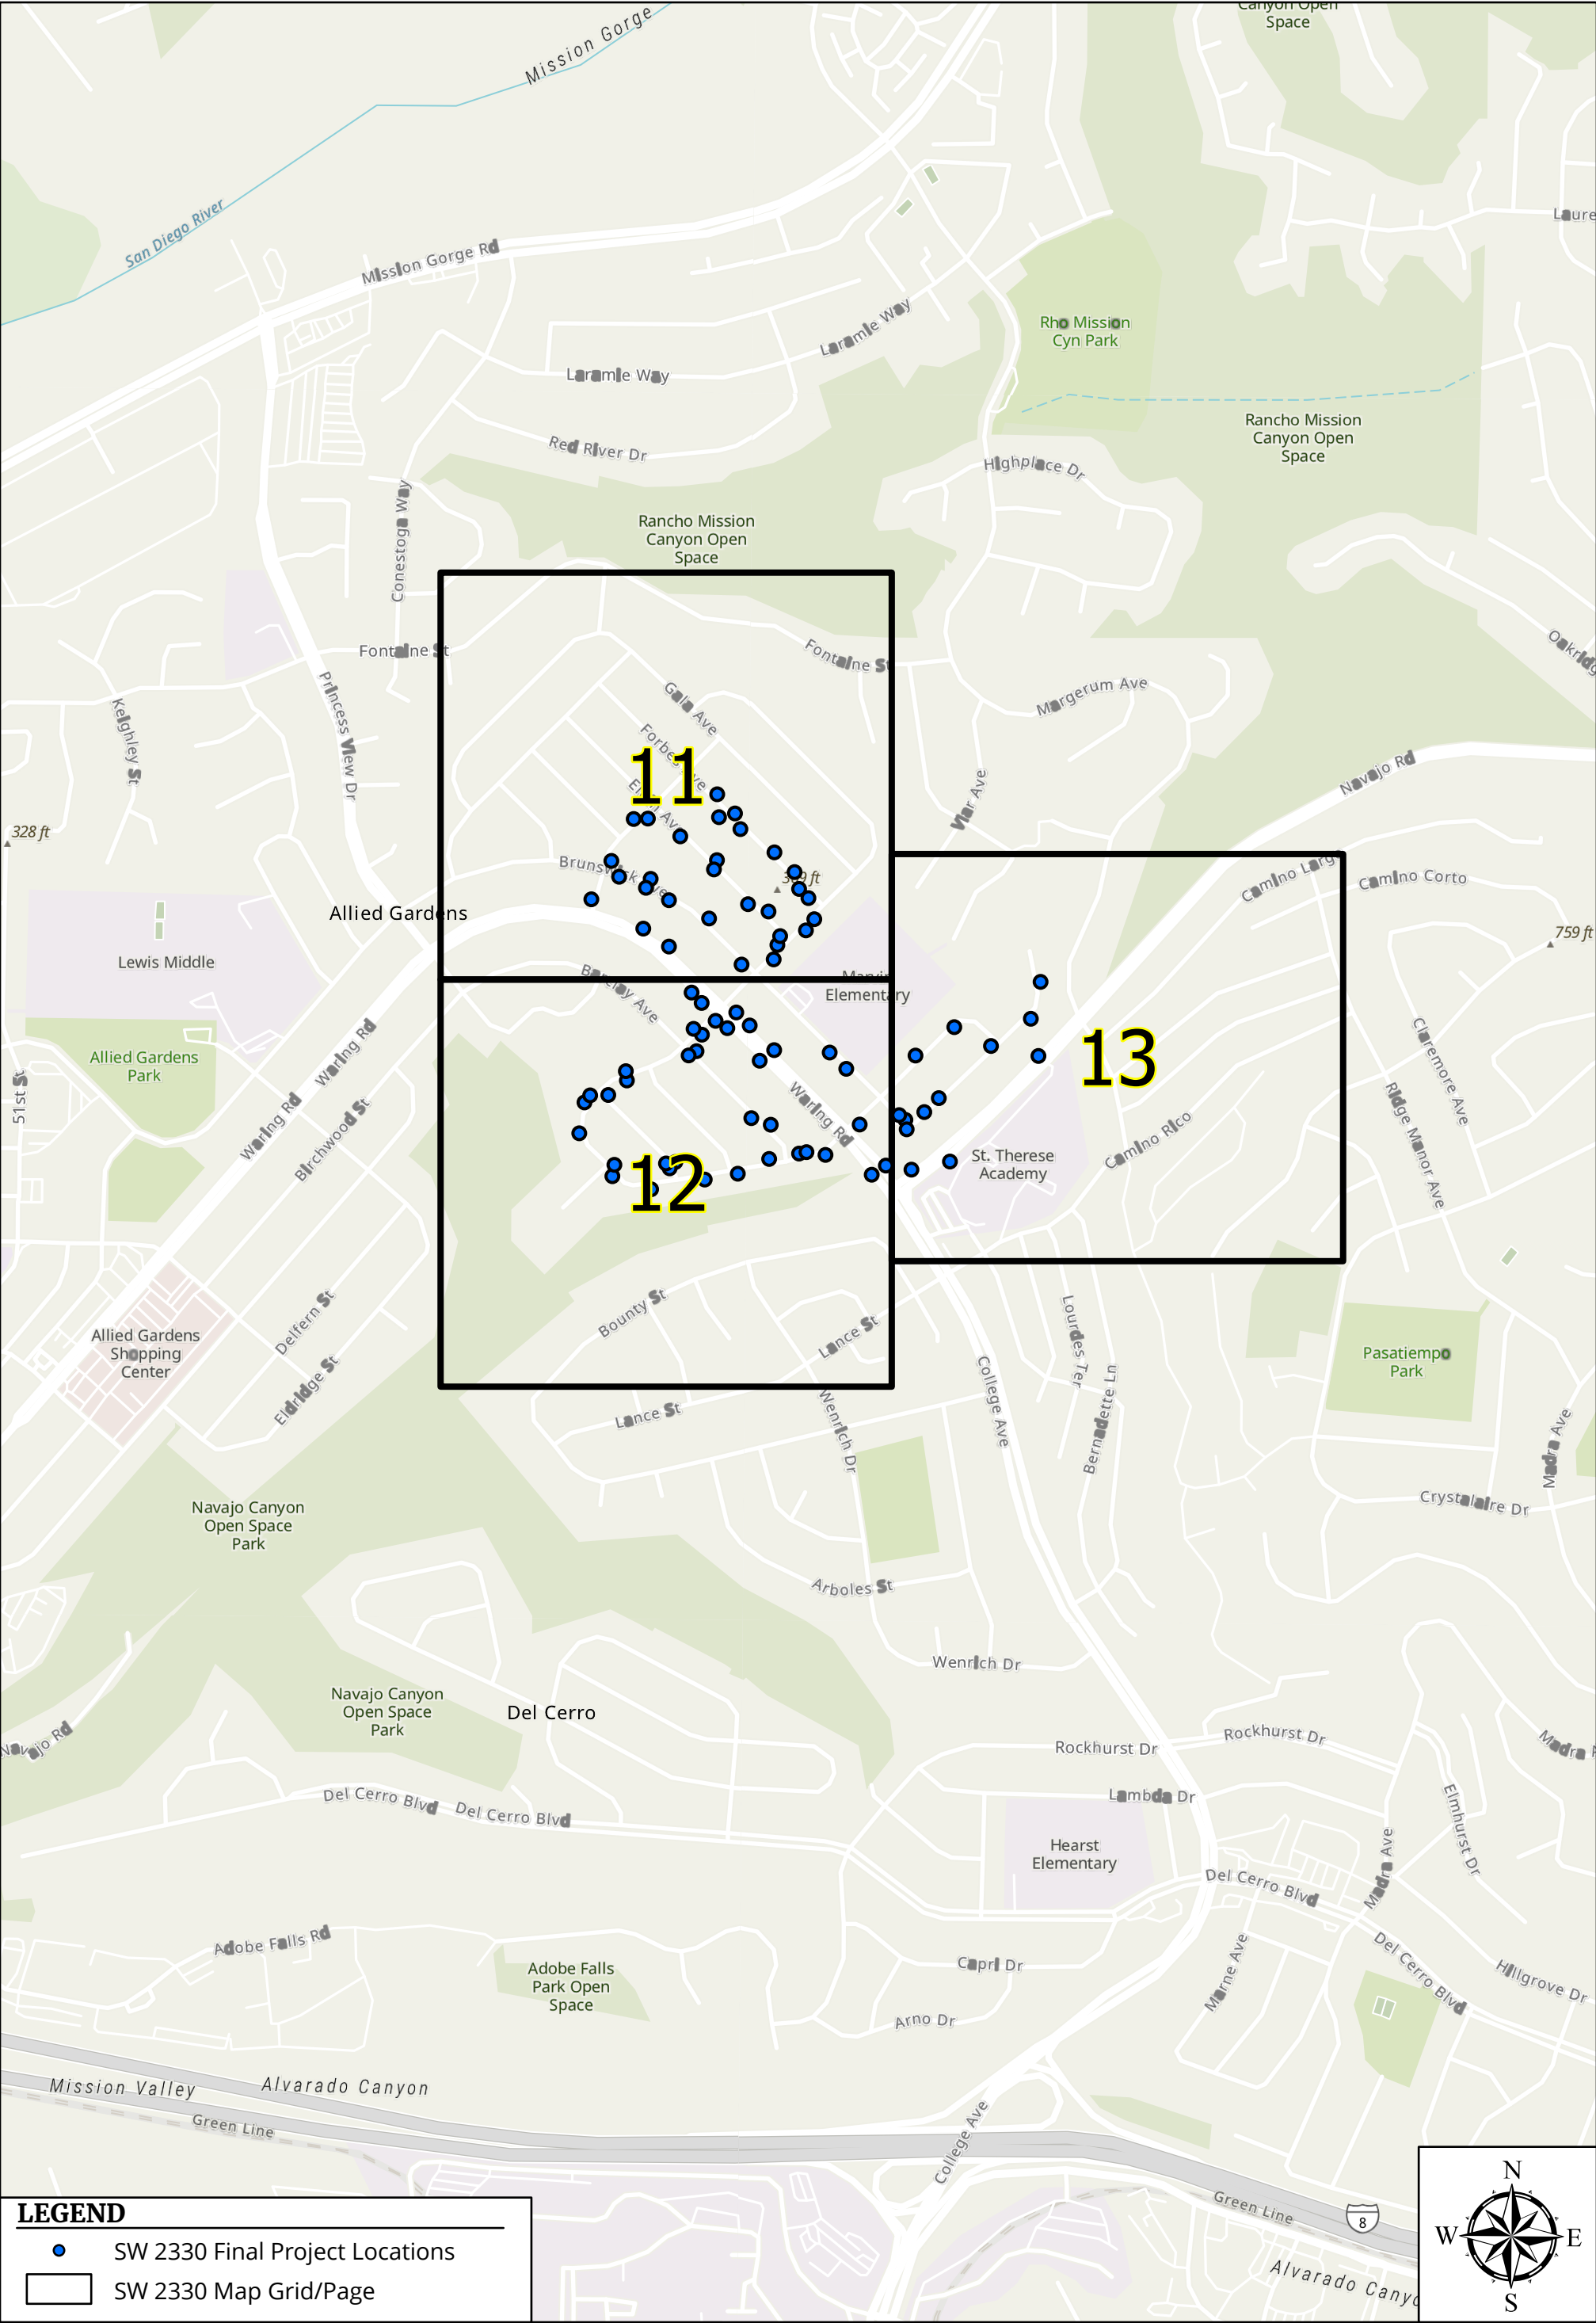 Canyon Open
Space
Mission Gorge
San Diego River
Mission Gorge Rd
Laramie Way
Rho Mission
Cyn Park
Laramie Way
Rancho Mission
Canyon Open
Space
Red River Dr
Highplace Dr
Conestoga Way
Rancho Mission
Canyon Open
Space
Fontaine St
Fontaine St
Princess View Dr
Keighley St
Gala Ave
Margerum Ave
Forbes Ave
11
Navajo Rd
Viar Ave
328 ft
Brunswick Ave
Camino Corto
Allied Gardens
759 ft
Lewis Middle
Barclay Ave
Elementary
Waring Rd
Allied Gardens
Park
13
Claremore Ave
51st St
Waring Rd
Birchwood St
Waring Rd
Camino Rico
Ridge Manor Ave
St. Therese
Academy
12
Delfern St
Bounty St
Lance St
Lourdes Ter
Allied Gardens
Shopping
Center
Eldridge St
College Ave
Bernadette Ln
Pasatiempo
Park
Lance St
Wenrich Dr
Madra Ave
Crystalaire Dr
Navajo Canyon
Open Space
Park
Arboles St
Wenrich Dr
Navajo Canyon
Open Space
Park
Del Cerro
Navajo Rd
Rockhurst Dr
Rockhurst Dr
Lambda Dr
Del Cerro Blvd
Del Cerro Blvd
Elmhurst Dr
Hearst
Elementary
Madra Ave
Del Cerro Blvd
Adobe Falls Rd
Capri Dr
Marne Ave
Del Cerro Blvd
Hillgrove Dr
Adobe Falls
Park Open
Space
Arno Dr
Mission Valley
Alvarado Canyon
Green Line
College Ave
Green Line
8
N
W
E
S
LEGEND
SW 2330 Final Project Locations
SW 2330 Map Grid/Page